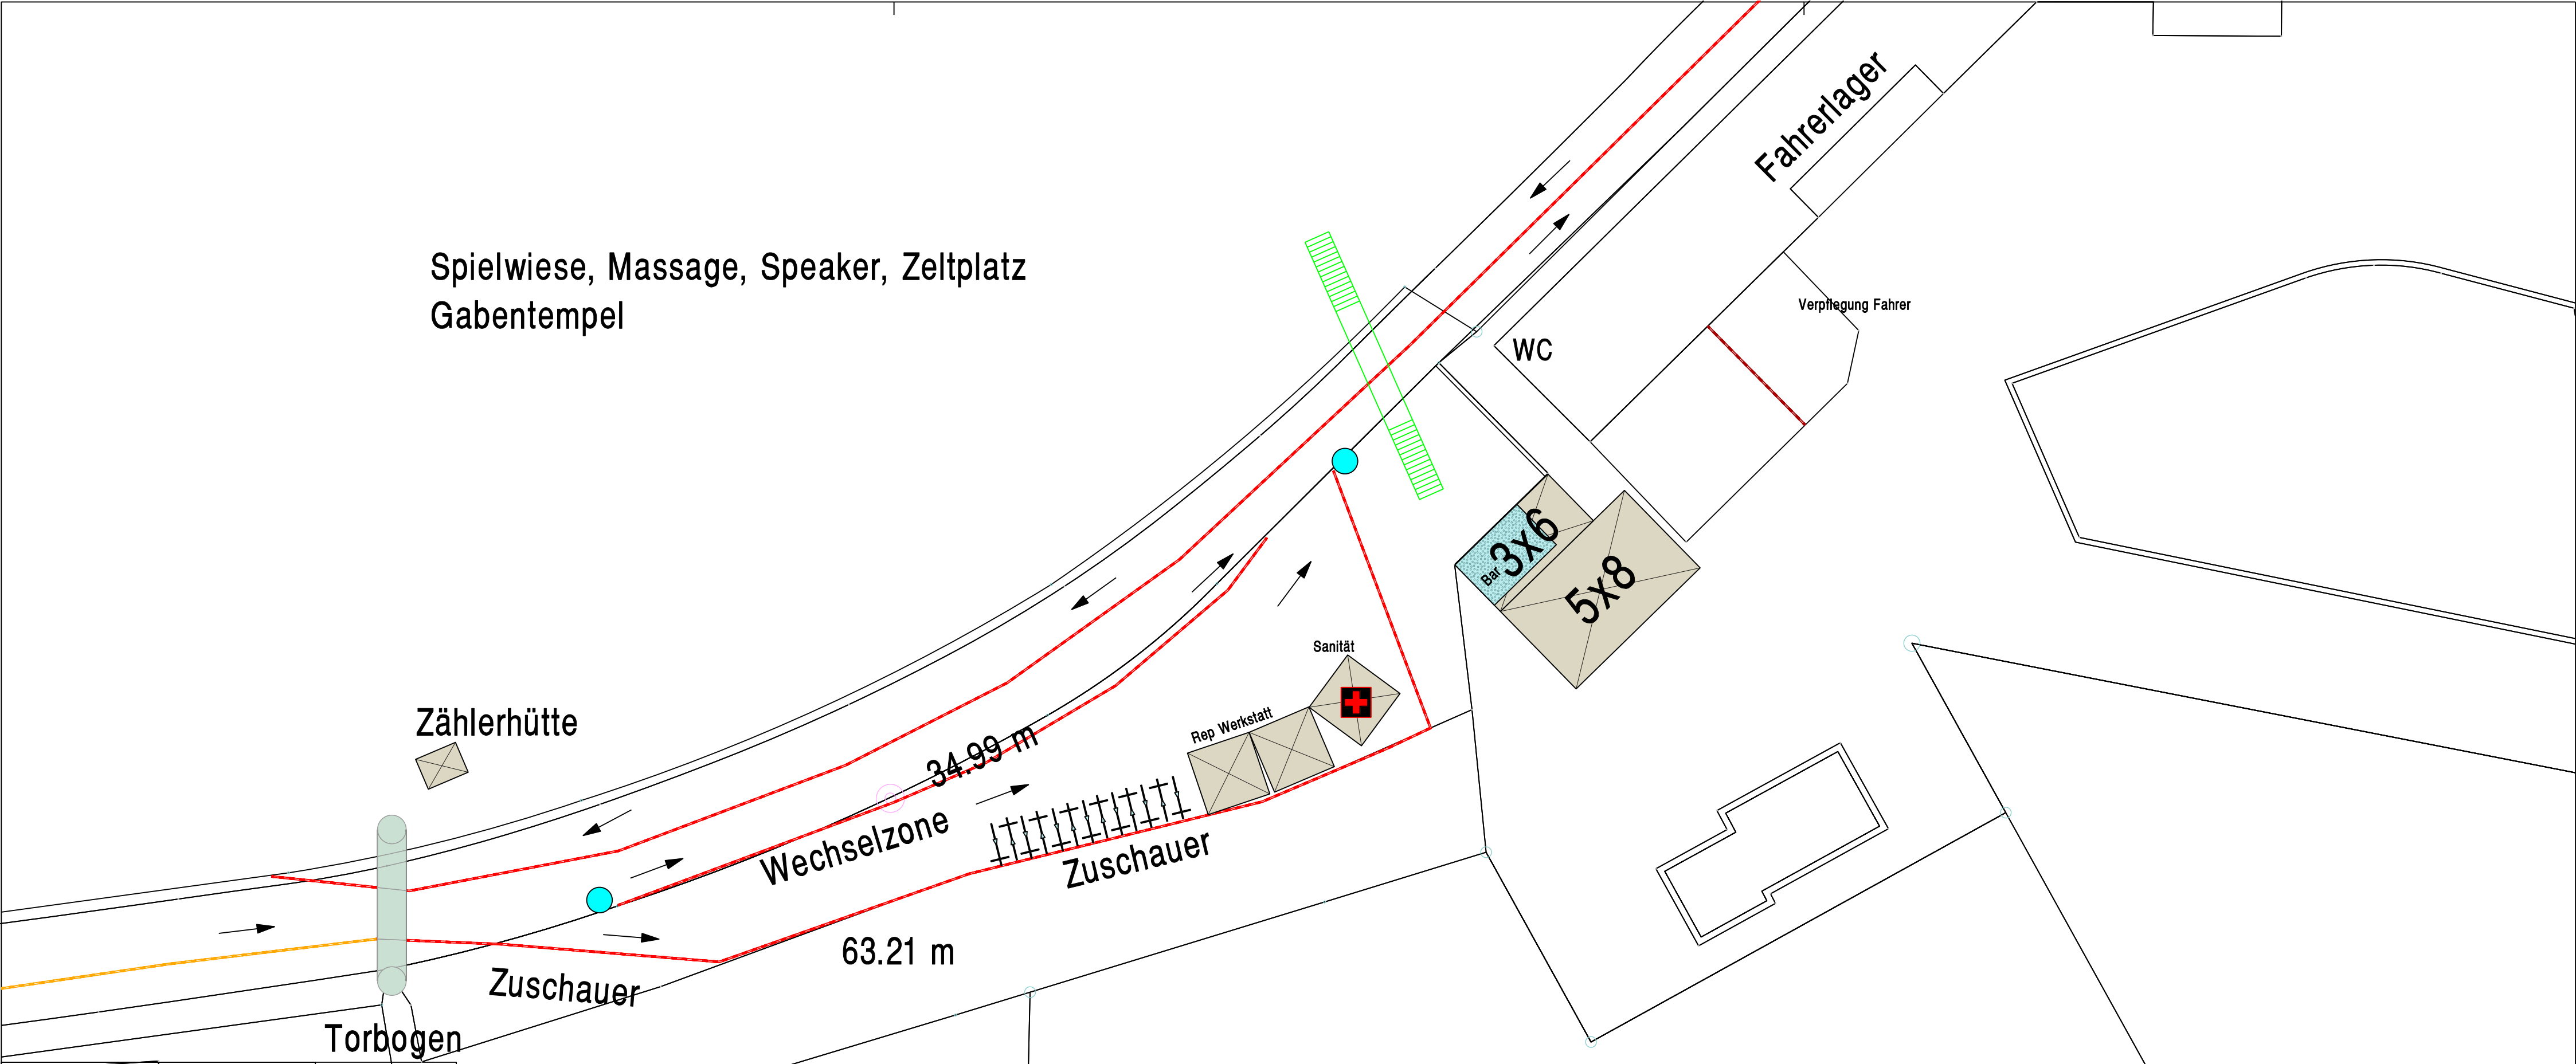 Fahrerlager
Spielwiese, Massage, Speaker, Zeltplatz
Gabentempel
Verpflegung Fahrer
WC
3x6
Bar
5x8
Sanität
Rep Werkstatt
Zählerhütte
34.99 m
Wechselzone
Zuschauer
63.21 m
Zuschauer
Torbogen